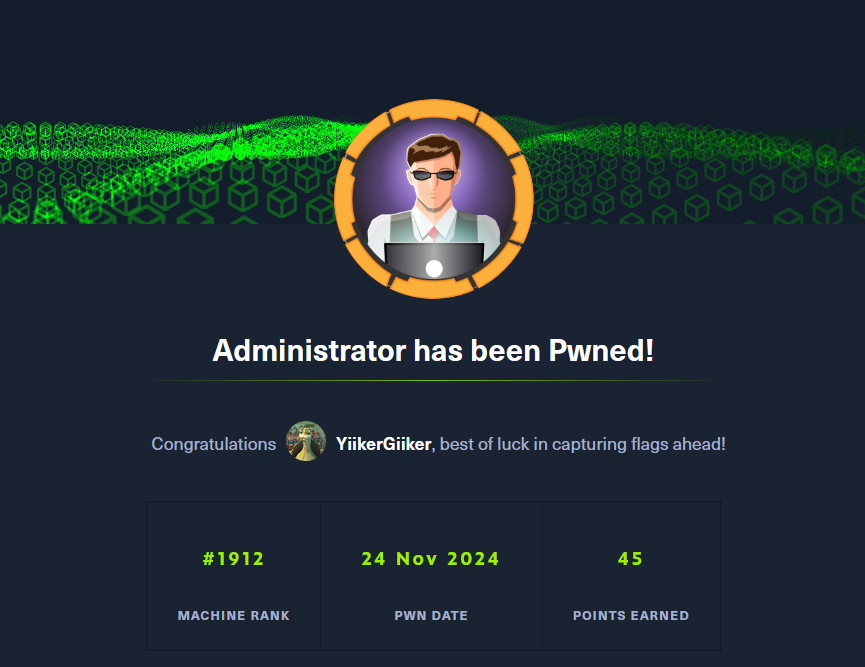 Administrator has been Pwned!
Congratulations YiikerGiiker, best of luck in capturing flags ahead!
#1912 24 Nov 2024 45
MACHINE RANK PWN DATE POINTS EARNED